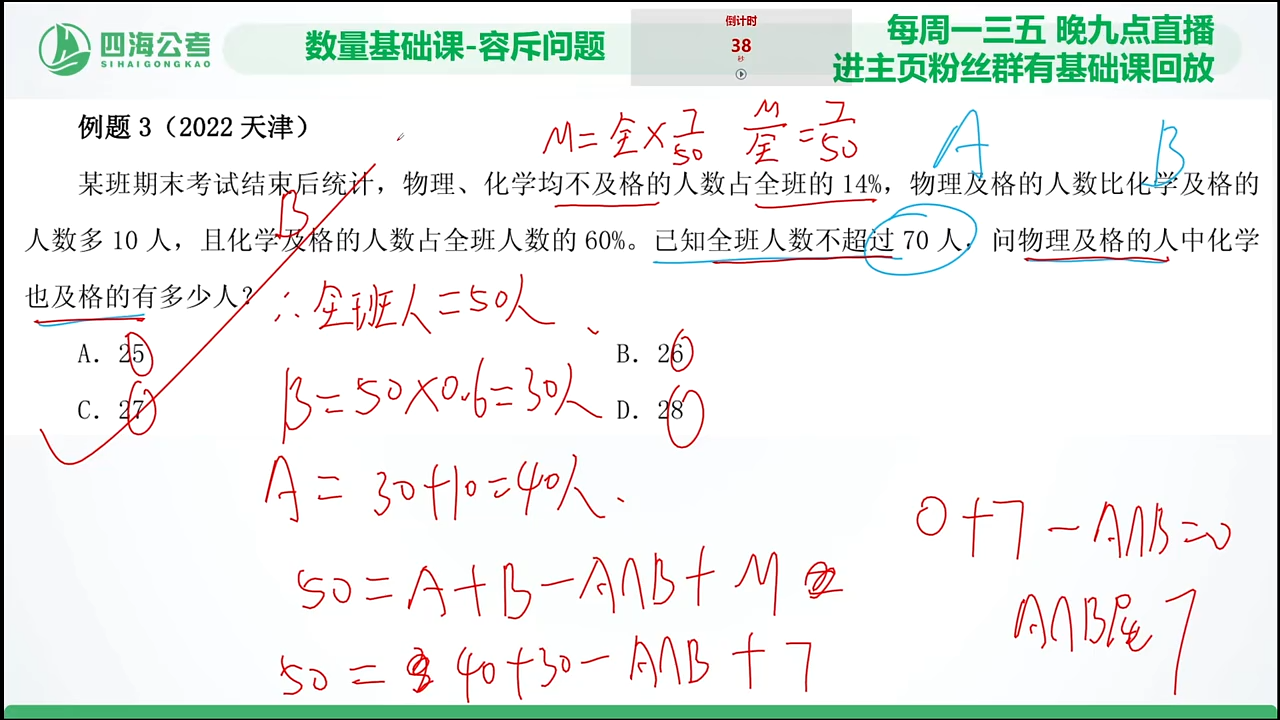 四海公考
SIHAIGONGKAO
数量基础课-容斥问题
倒计时
38
秒
每周一三五 晚九点直播
进主页粉丝群有基础课回放
例题 3（2022 天津）
M=全×7/50 M/全=7/50
A B
某班期末考试结束后统计，物理、化学均不及格的人数占全班的 14%，物理及格的人数比化学及格的
B
人数多 10 人，且化学及格的人数占全班人数的 60%。已知全班人数不超过 70 人，问物理及格的人中化学
也及格的有多少人？
∴全班人=50人
A. 25
B. 26
B=50×0.6=30人
C. 27
D. 28
A=30+10=40人.
0+7-A∩B=0
50=A+B-A∩B+M
A∩B尾7
50=40+30-A∩B+7